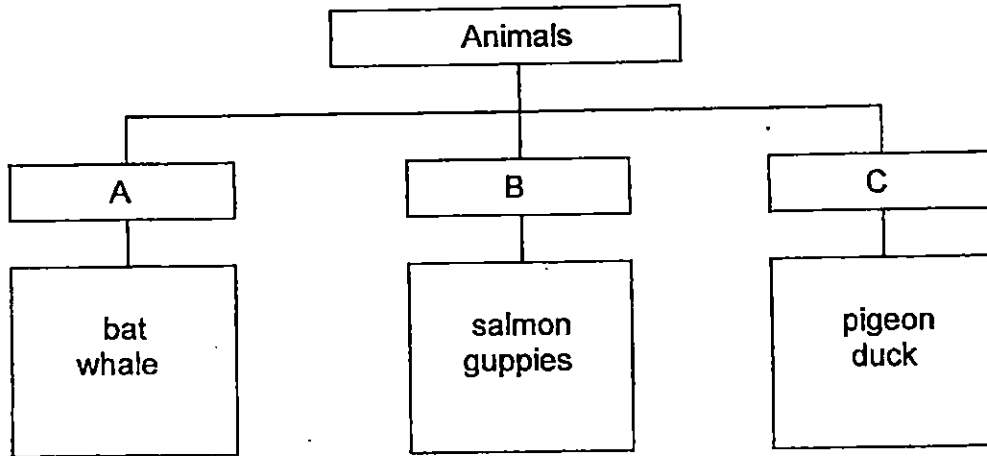 Animals
A
B
C
bat
whale
salmon
guppies
pigeon
duck